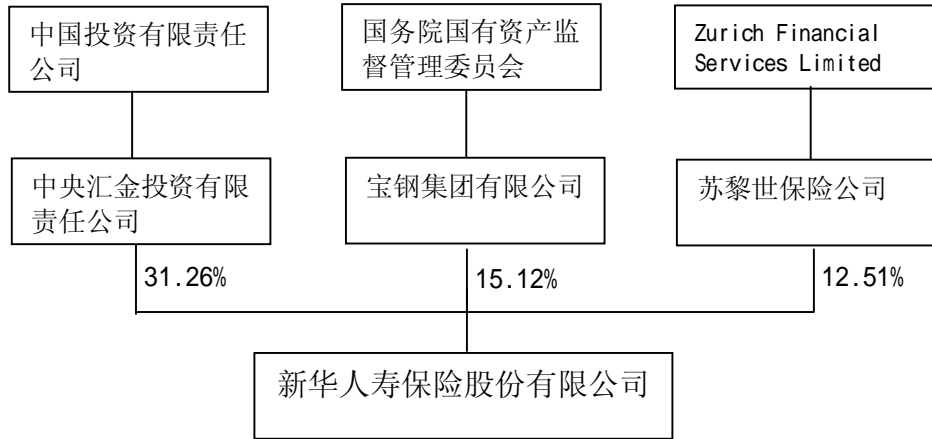 中国投资有限责任
公司
国务院国有资产监
督管理委员会
Zurich Financial
Services Limited
中央汇金投资有限
责任公司
宝钢集团有限公司
苏黎世保险公司
31.26%
15.12%
12.51%
新华人寿保险股份有限公司